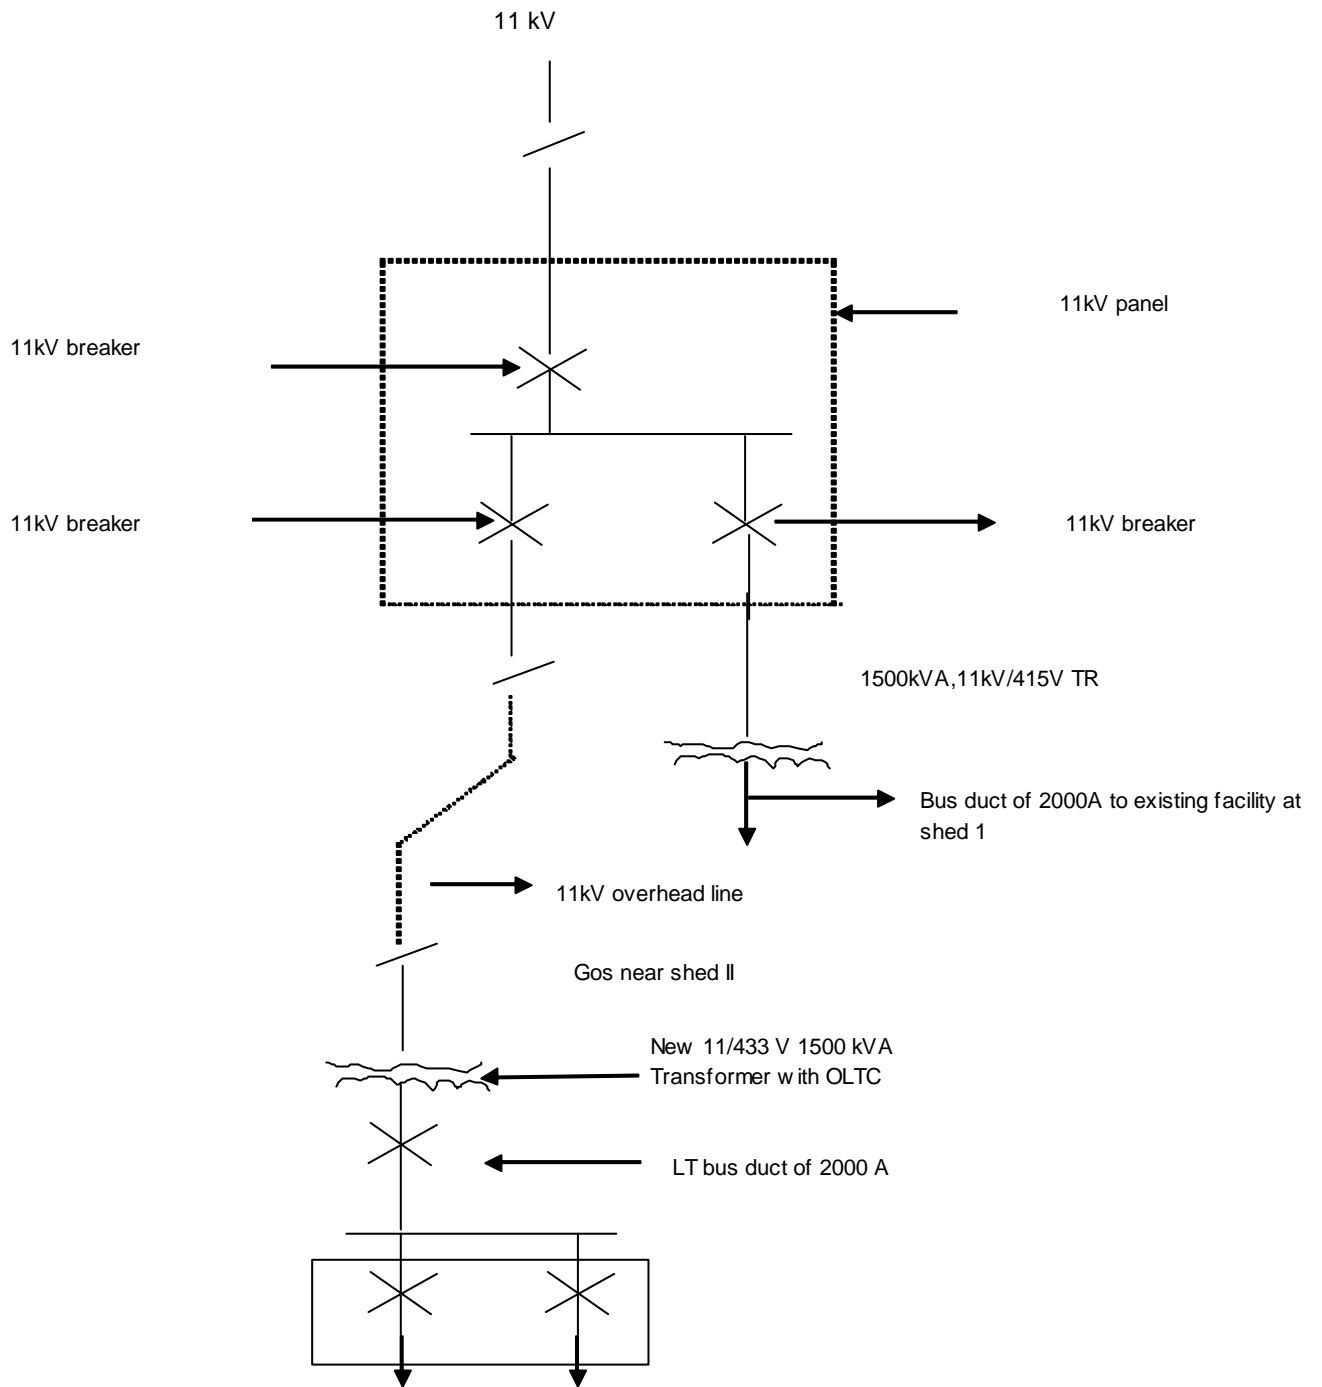 11 kV
11kV panel
11kV breaker
11kV breaker
11kV breaker
1500kVA,11kV/415V TR
Bus duct of 2000A to existing facility at
shed 1
11kV overhead line
Gos near shed II
New 11/433 V 1500 kVA
Transformer with OLTC
LT bus duct of 2000 A